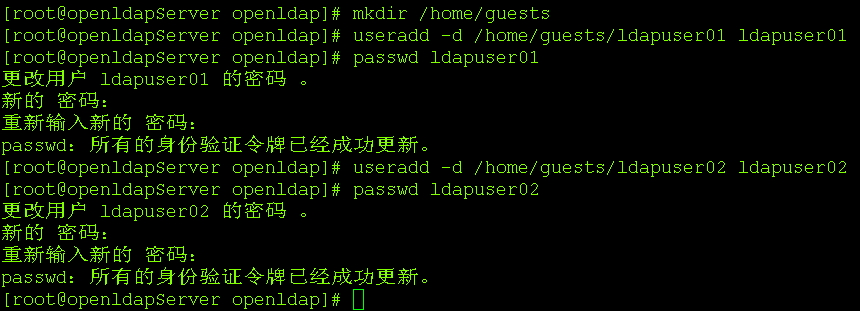 [root@openldapServer openldap]# mkdir /home/guests
[root@openldapServer openldap]# useradd -d /home/guests/ldapuser01 ldapuser01
[root@openldapServer openldap]# passwd ldapuser01
更改用户 ldapuser01 的密码 。
新的 密码：
重新输入新的 密码：
passwd：所有的身份验证令牌已经成功更新。
[root@openldapServer openldap]# useradd -d /home/guests/ldapuser02 ldapuser02
[root@openldapServer openldap]# passwd ldapuser02
更改用户 ldapuser02 的密码 。
新的 密码：
重新输入新的 密码：
passwd：所有的身份验证令牌已经成功更新。
[root@openldapServer openldap]#